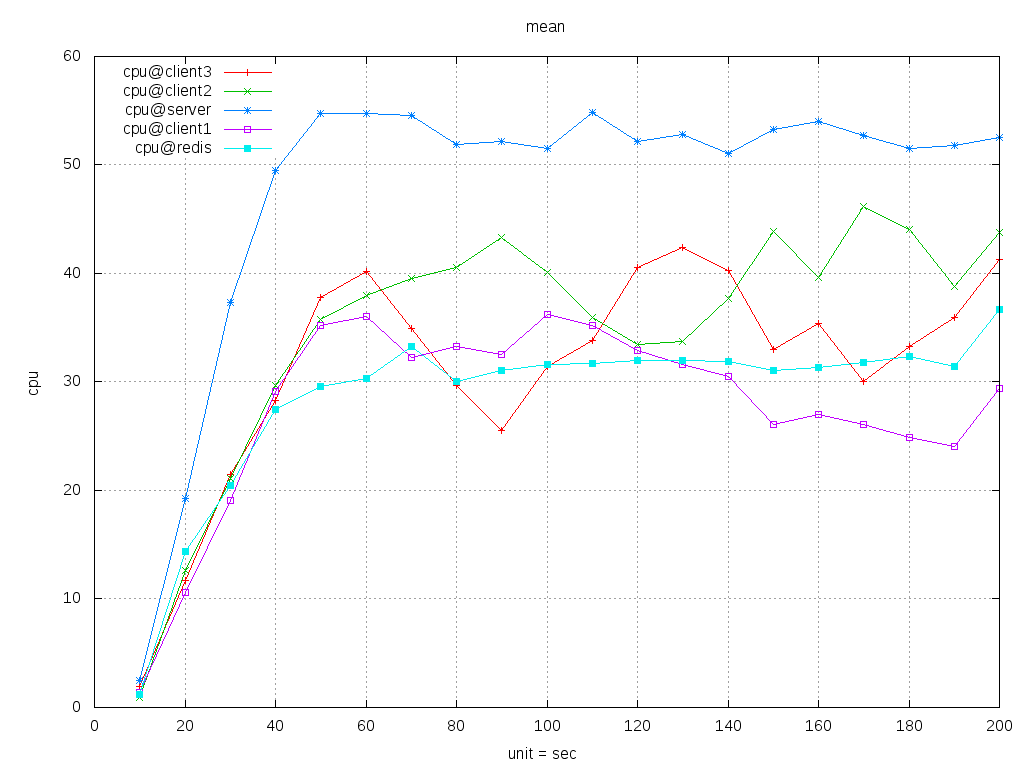 mean
60
50
40
30
20
10
0
cpu
cpu@client3
cpu@client2
cpu@server
cpu@client1
cpu@redis
0 20 40 60 80 100 120 140 160 180 200
unit = sec